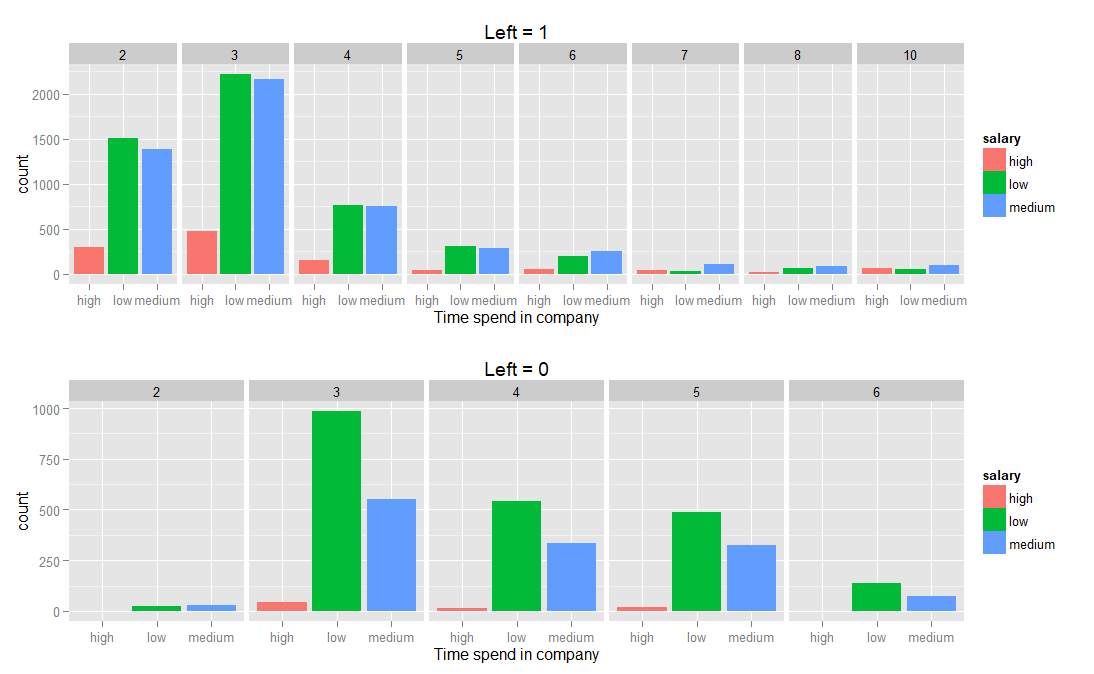 Left = 1
2 3 4 5 6 7 8 10
2000
1500
1000
500
0
count
high low medium high low medium high low medium high low medium high low medium high low medium high low medium high low medium
Time spend in company
salary
high
low
medium
Left = 0
2 3 4 5 6
1000
750
500
250
0
count
high low medium high low medium high low medium high low medium high low medium
Time spend in company
salary
high
low
medium